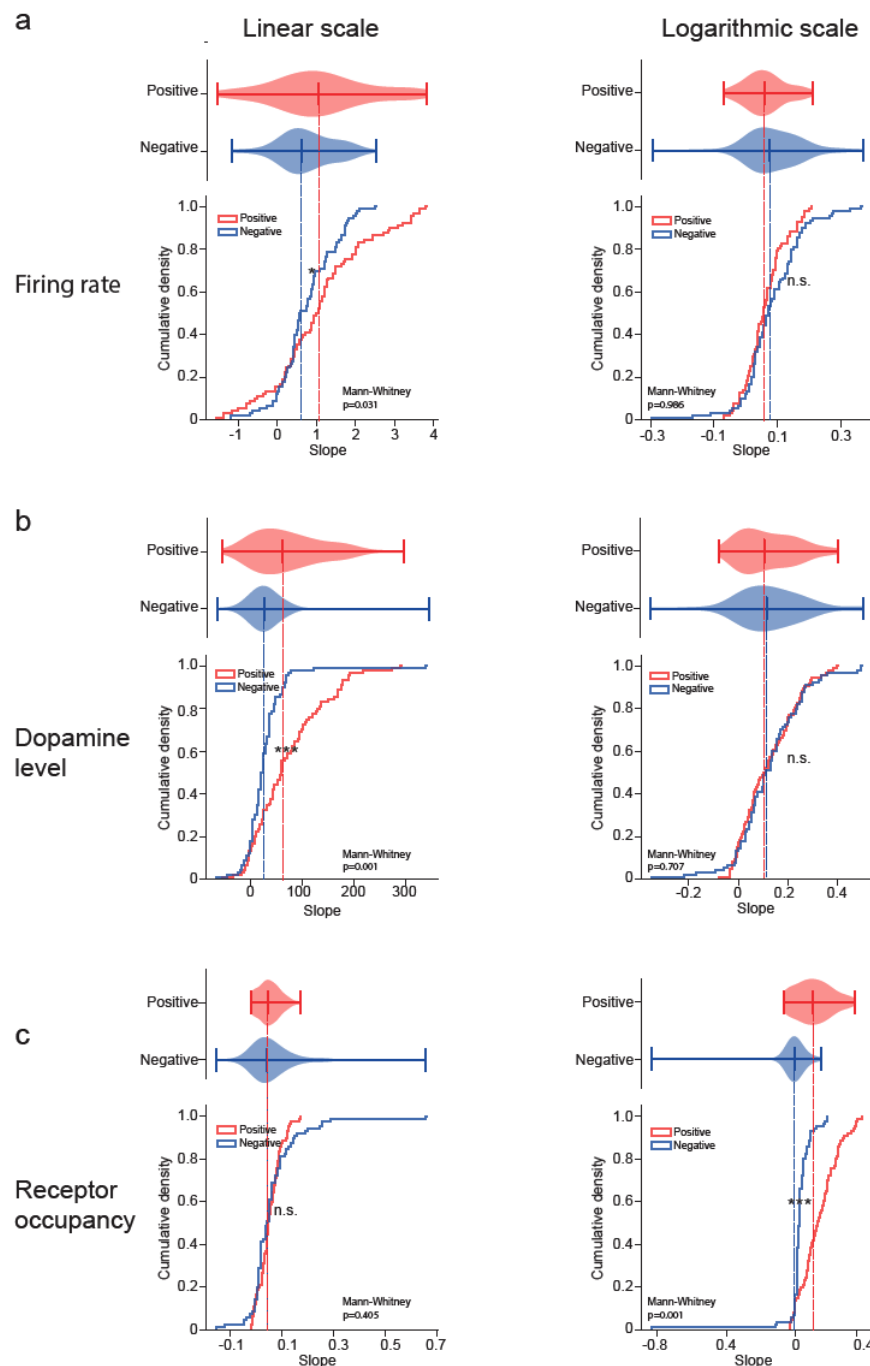 a
Linear scale
Logarithmic scale
Positive
Negative
Positive
Negative
Firing rate
Cumulative density
1.0
0.8
0.6
0.4
0.2
0
Positive
Negative
*
Mann-Whitney
p=0.031
-1
0
1
2
3
4
Slope
Cumulative density
1.0
0.8
0.6
0.4
0.2
0
Positive
Negative
n.s.
Mann-Whitney
p=0.986
-0.3
-0.1
0.1
0.3
Slope
b
Positive
Negative
Positive
Negative
Dopamine
level
Cumulative density
1.0
0.8
0.6
0.4
0.2
0
Positive
Negative
***
Mann-Whitney
p=0.001
0
100
200
300
Slope
Cumulative density
1.0
0.8
0.6
0.4
0.2
0
Positive
Negative
n.s.
Mann-Whitney
p=0.707
-0.2
0
0.2
0.4
Slope
c
Positive
Negative
Positive
Negative
Receptor
occupancy
Cumulative density
1.0
0.8
0.6
0.4
0.2
0
Positive
Negative
n.s.
Mann-Whitney
p=0.405
-0.1
0.1
0.4
0.7
Slope
Cumulative density
1.0
0.8
0.6
0.4
0.2
0
Positive
Negative
***
Mann-Whitney
p=0.001
-0.8
0.4
0
0.4
Slope